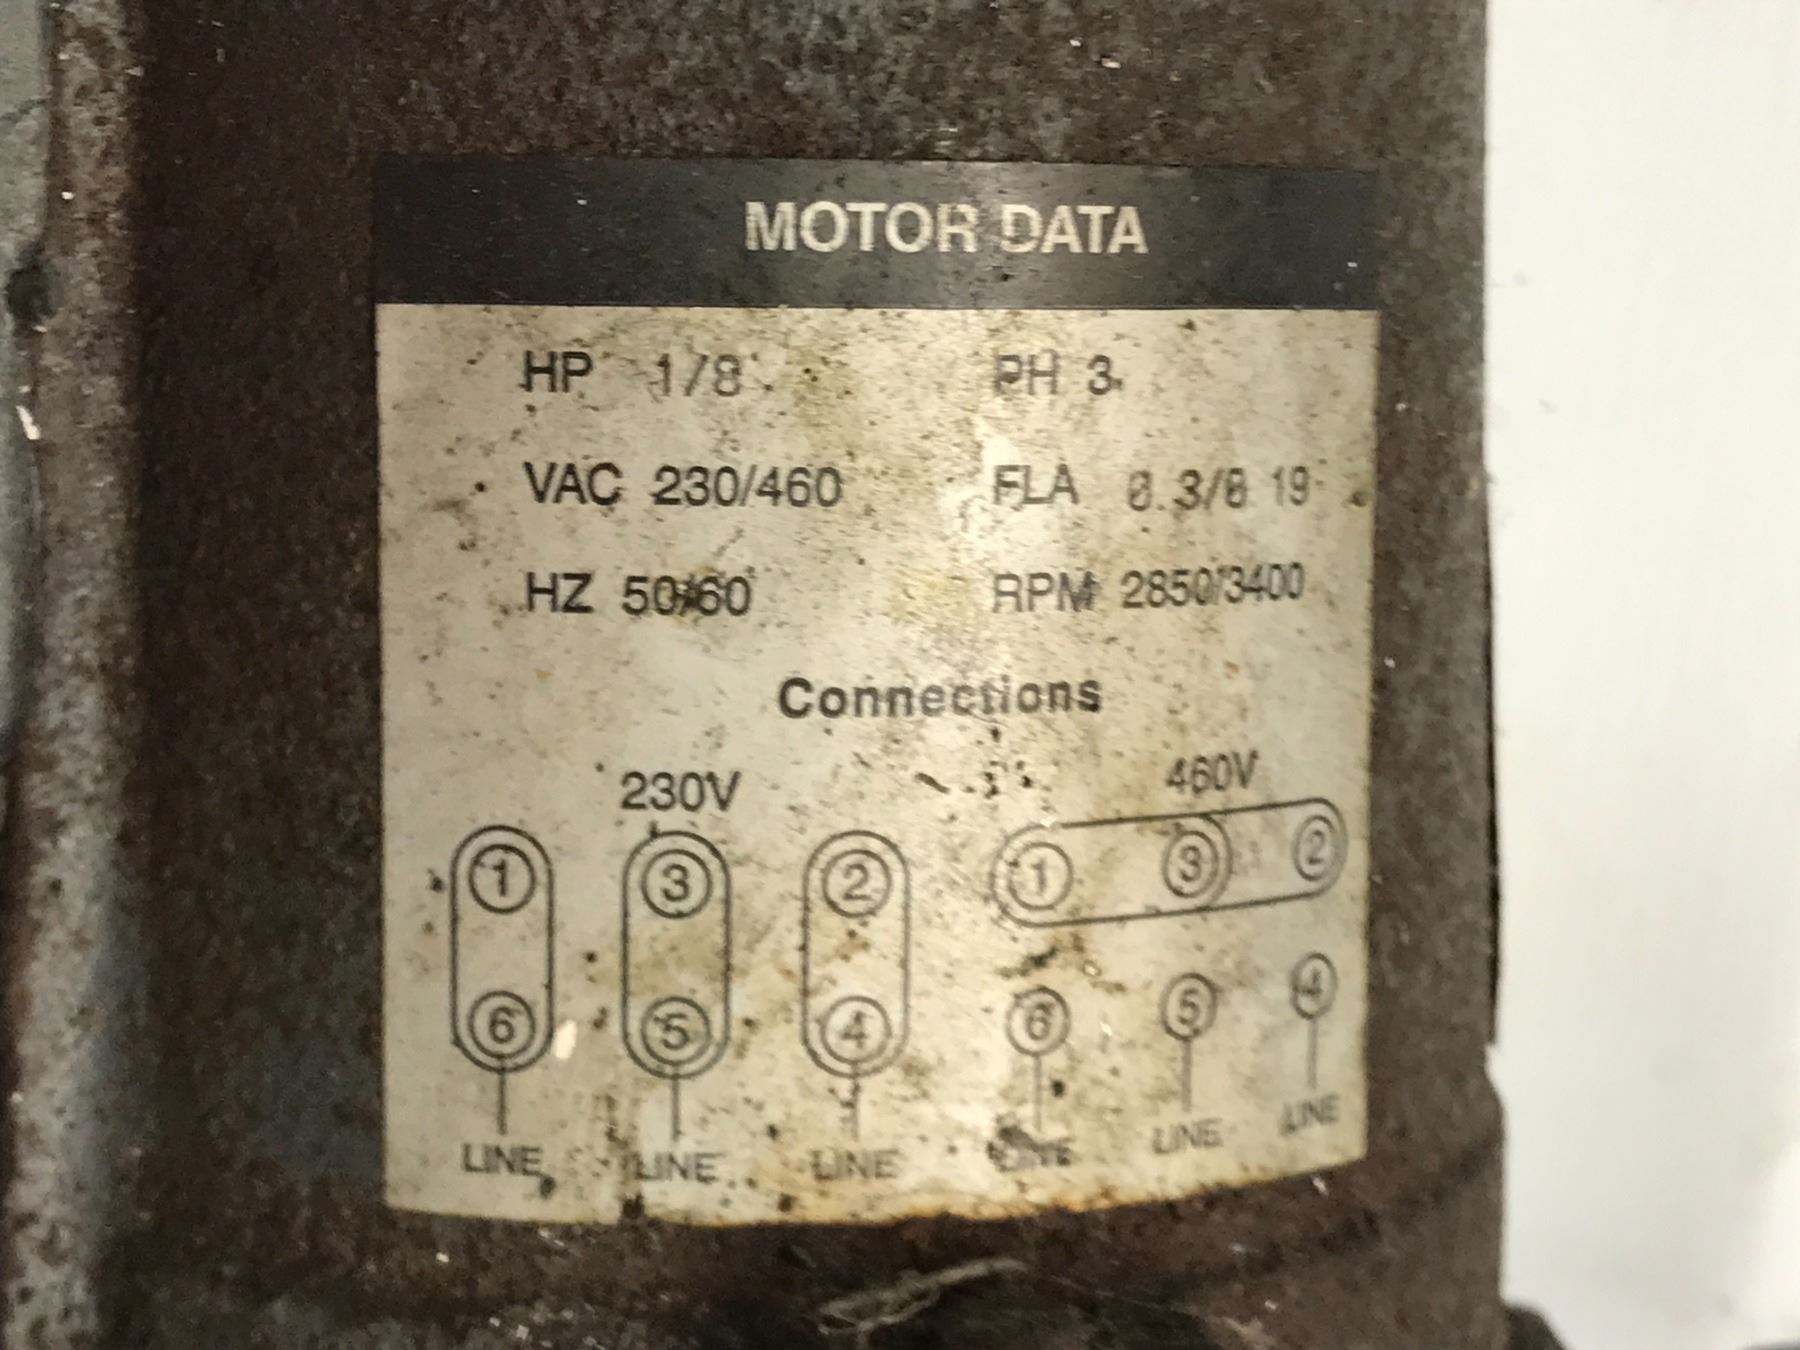 MOTOR DATA
HP 1/8 PH 3
VAC 230/460 FLA 0.3/0.19
HZ 50/60 RPM 2850/3400
Connections
230V 460V
1 3 2 1 3 2
6 5 4 6 5 4
LINE LINE LINE LINE LINE LINE